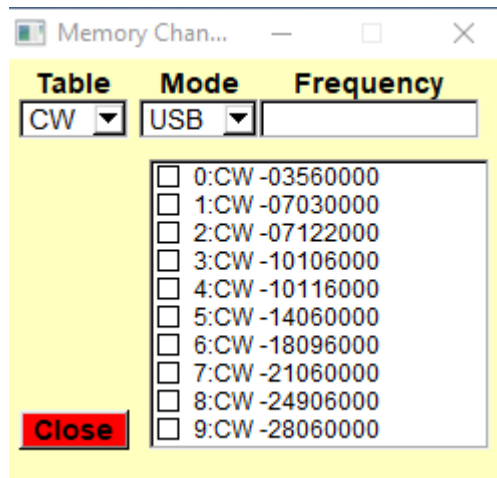 Memory Chan...
Table Mode Frequency
CW USB
0:CW -03560000
1:CW -07030000
2:CW -07122000
3:CW -10106000
4:CW -10116000
5:CW -14060000
6:CW -18096000
7:CW -21060000
8:CW -24906000
9:CW -28060000
Close